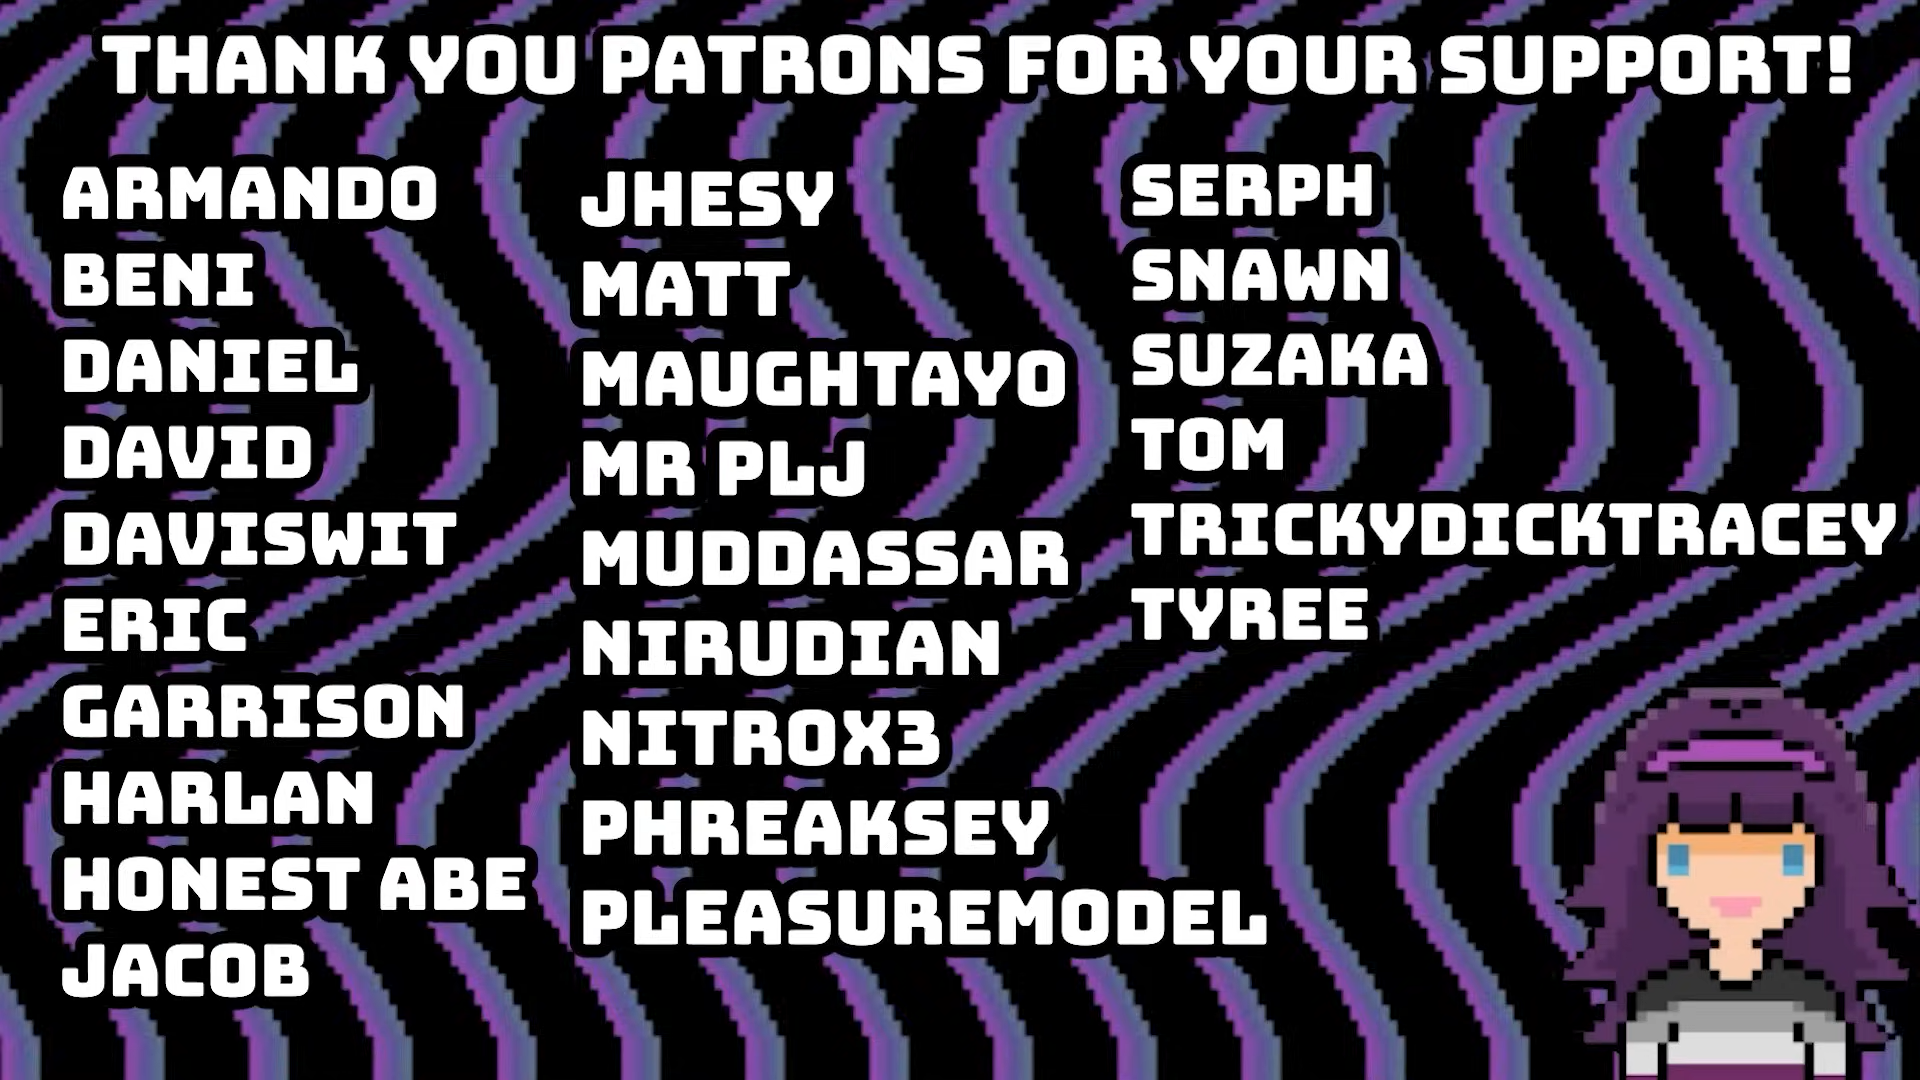 THANK YOU PATRONS FOR YOUR SUPPORT!
ARMANDO
BENI
DANIEL
DAVID
DAVISWIT
ERIC
GARRISON
HARLAN
HONEST ABE
JACOB
JHESY
MATT
MAUGHTAYO
MR PLJ
MUDDASSAR
NIRUDIAN
NITROX3
PHREAKSEY
PLEASUREMODEL
SERPH
SNAWN
SUZAKA
TOM
TRICKYDICKTRACEY
TYREE